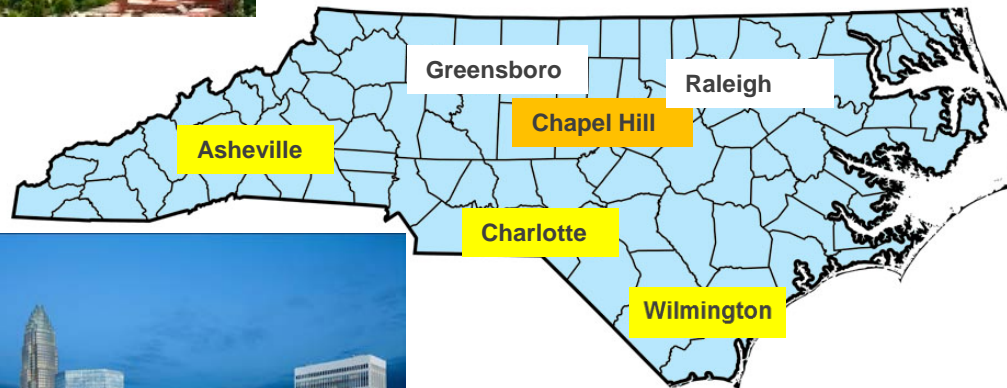 Greensboro
Raleigh
Chapel Hill
Asheville
Charlotte
Wilmington